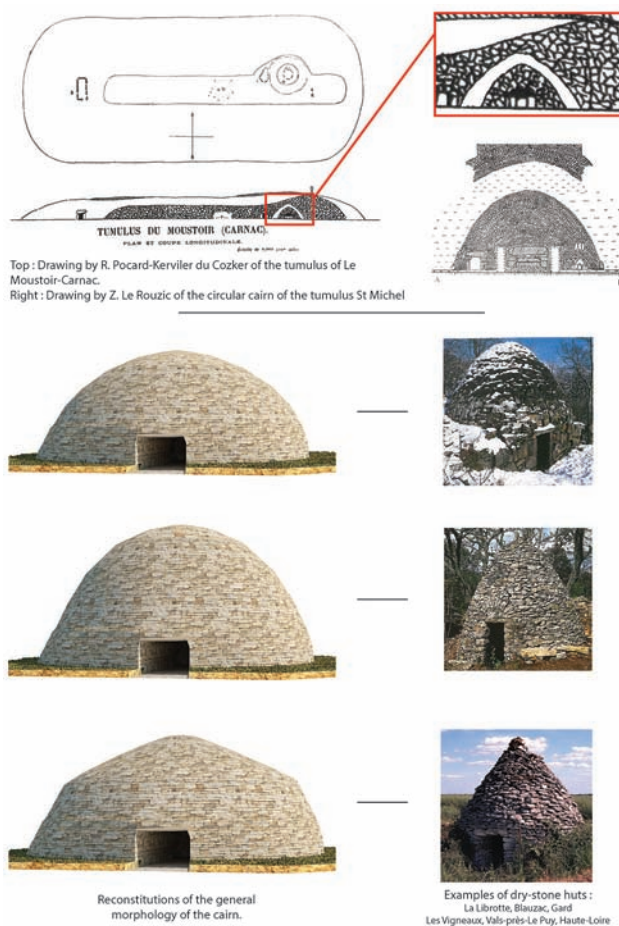 TUMULUS DU MOUSTOIR (CARNAC).
PLAN ET COUPE LONGITUDINALE.
Top : Drawing by R. Pocard-Kerviler du Cozker of the tumulus of Le
Moustoir-Carnac.
Right : Drawing by Z. Le Rouzic of the circular cairn of the tumulus St Michel
A
Reconstitutions of the general
morphology of the cairn.
Examples of dry-stone huts :
La Librotte, Blauzac, Gard
Les Vigneaux, Vals-près-Le Puy, Haute-Loire